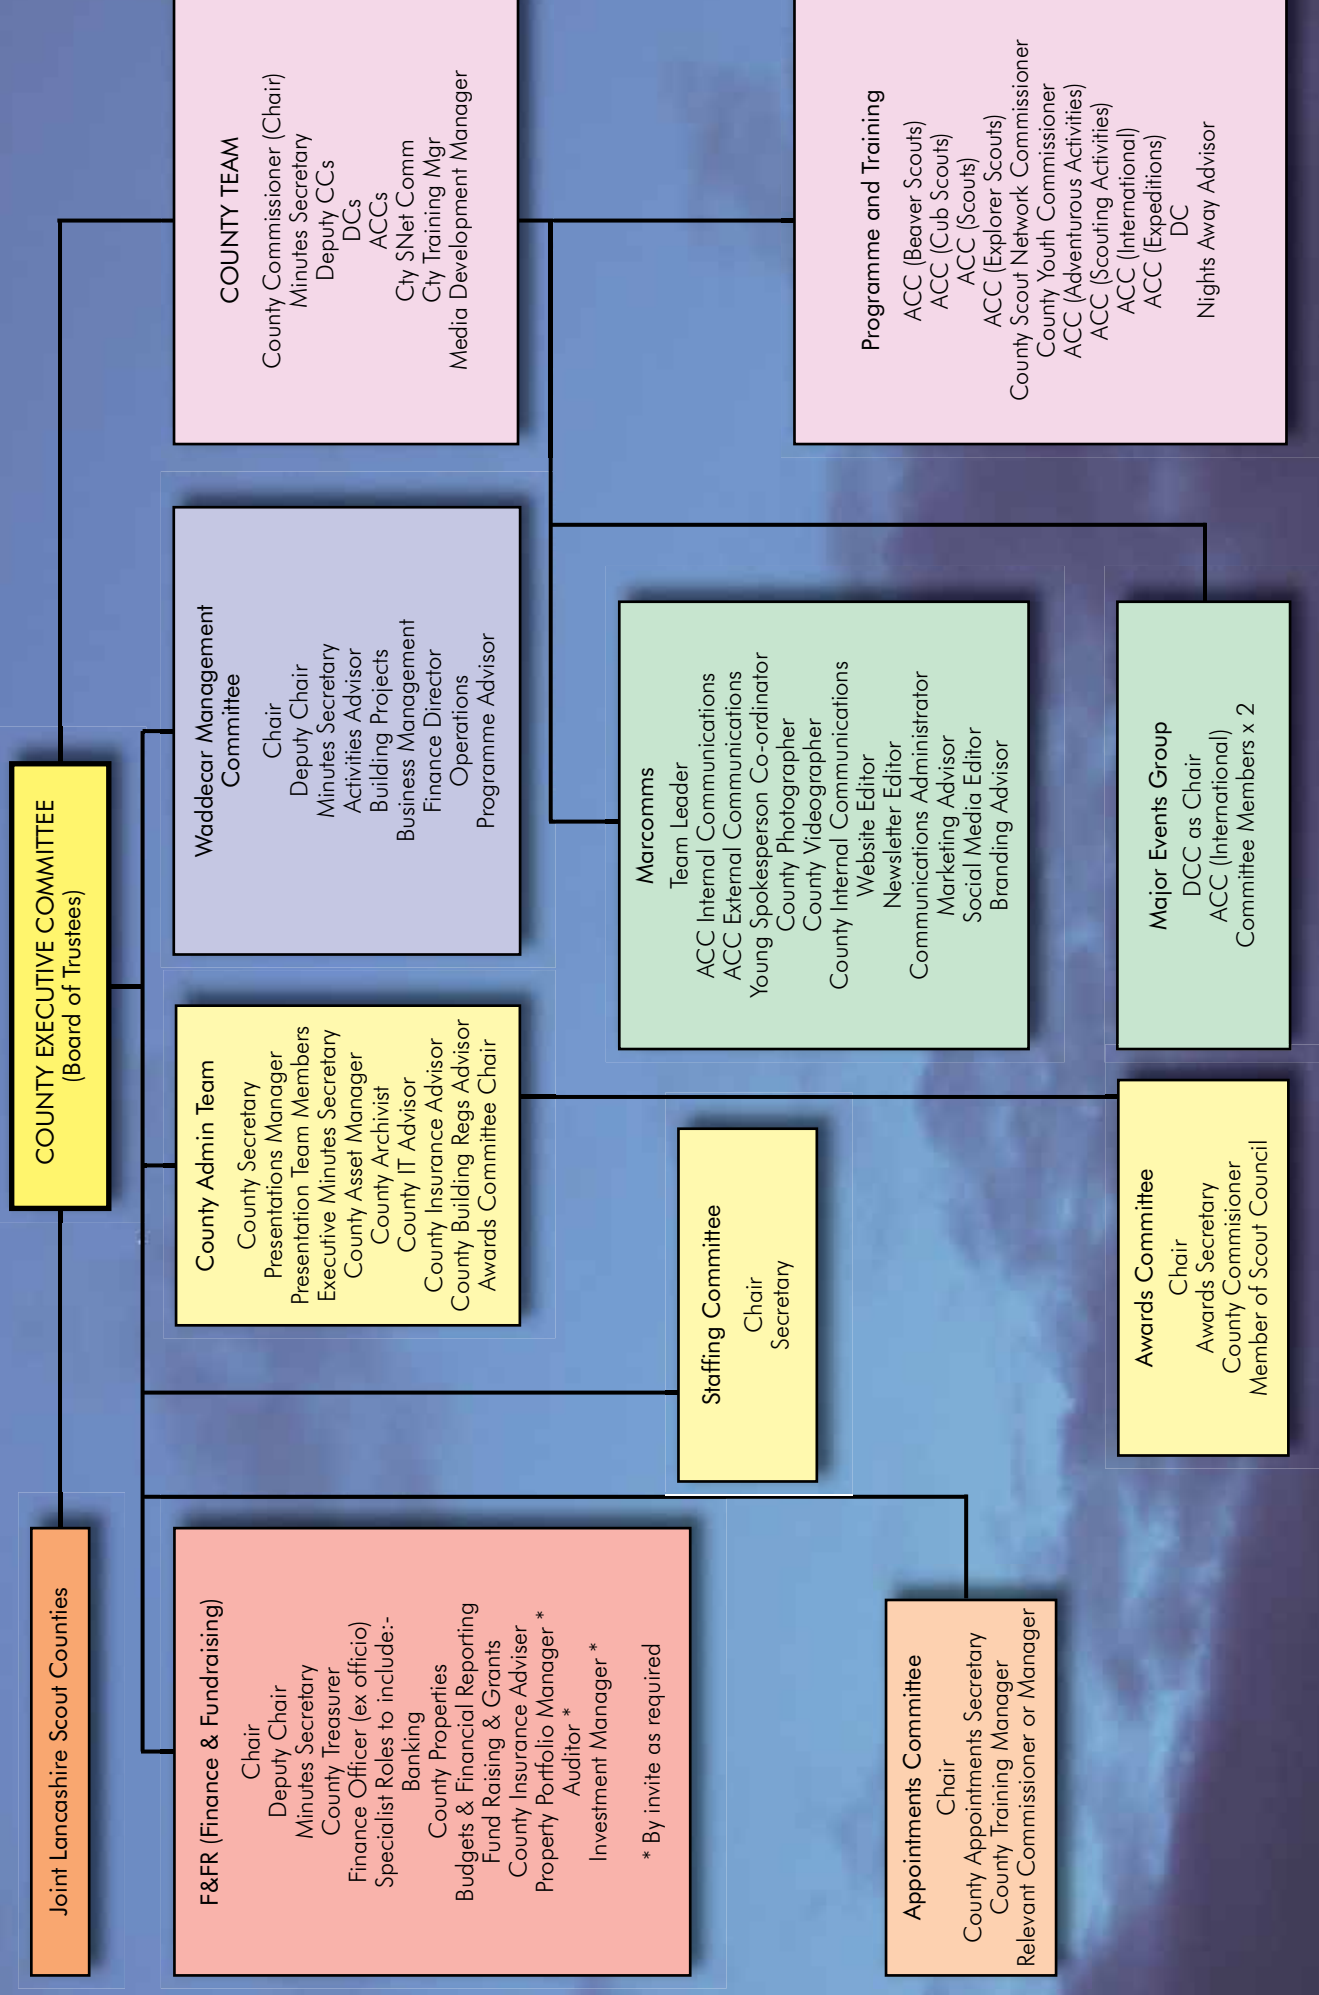 COUNTY EXECUTIVE COMMITTEE
(Board of Trustees)
Joint Lancashire Scout Counties
F&FR (Finance & Fundraising)
Chair
Deputy Chair
Minutes Secretary
County Treasurer
Finance Officer (ex officio)
Specialist Roles to include:-
Banking
County Properties
Budgets & Financial Reporting
Fund Raising & Grants
County Insurance Adviser
Property Portfolio Manager *
Auditor *
Investment Manager *
* By invite as required
County Admin Team
County Secretary
Presentations Manager
Presentation Team Members
Executive Minutes Secretary
County Asset Manager
County Archivist
County IT Advisor
County Insurance Advisor
County Building Regs Advisor
Awards Committee Chair
Waddecar Management
Committee
Chair
Deputy Chair
Minutes Secretary
Activities Advisor
Building Projects
Business Management
Finance Director
Operations
Programme Advisor
COUNTY TEAM
County Commissioner (Chair)
Minutes Secretary
Deputy CCs
DCs
ACCs
Cty SNet Comm
Cty Training Mgr
Media Development Manager
Staffing Committee
Chair
Secretary
Marcomms
Team Leader
ACC Internal Communications
ACC External Communications
Young Spokesperson Co-ordinator
County Photographer
County Videographer
County Internal Communications
Website Editor
Newsletter Editor
Communications Administrator
Marketing Advisor
Social Media Editor
Branding Advisor
Programme and Training
ACC (Beaver Scouts)
ACC (Cub Scouts)
ACC (Scouts)
ACC (Explorer Scouts)
County Scout Network Commissioner
County Youth Commissioner
ACC (Adventurous Activities)
ACC (Scouting Activities)
ACC (International)
ACC (Expeditions)
DC
Nights Away Advisor
Appointments Committee
Chair
County Appointments Secretary
County Training Manager
Relevant Commissioner or Manager
Awards Committee
Chair
Awards Secretary
County Commisioner
Member of Scout Council
Major Events Group
DCC as Chair
ACC (International)
Committee Members x 2